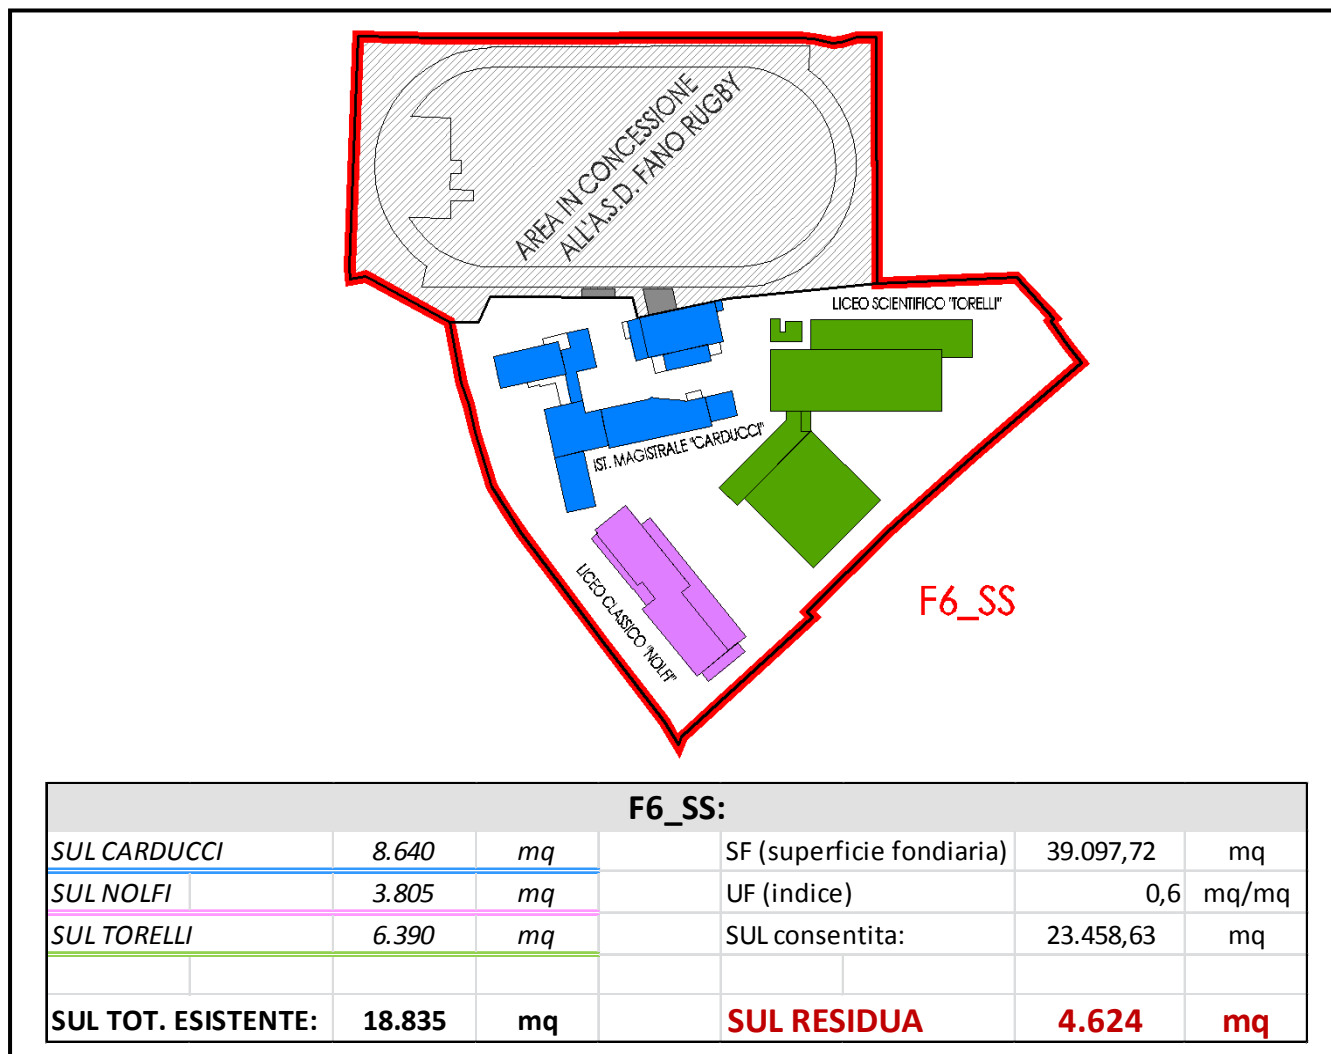 AREA IN CONCESSIONE
ALL'A.S.D. FANO RUGBY
LICEO SCIENTIFICO "TORELLI"
IST. MAGISTRALE "CARDUCCI"
LICEO CLASSICO "NOLFI"
F6_SS
F6_SS:
SUL CARDUCCI 8.640 mq SF (superficie fondiaria) 39.097,72 mq
SUL NOLFI 3.805 mq UF (indice) 0,6 mq/mq
SUL TORELLI 6.390 mq SUL consentita: 23.458,63 mq
SUL TOT. ESISTENTE: 18.835 mq SUL RESIDUA 4.624 mq